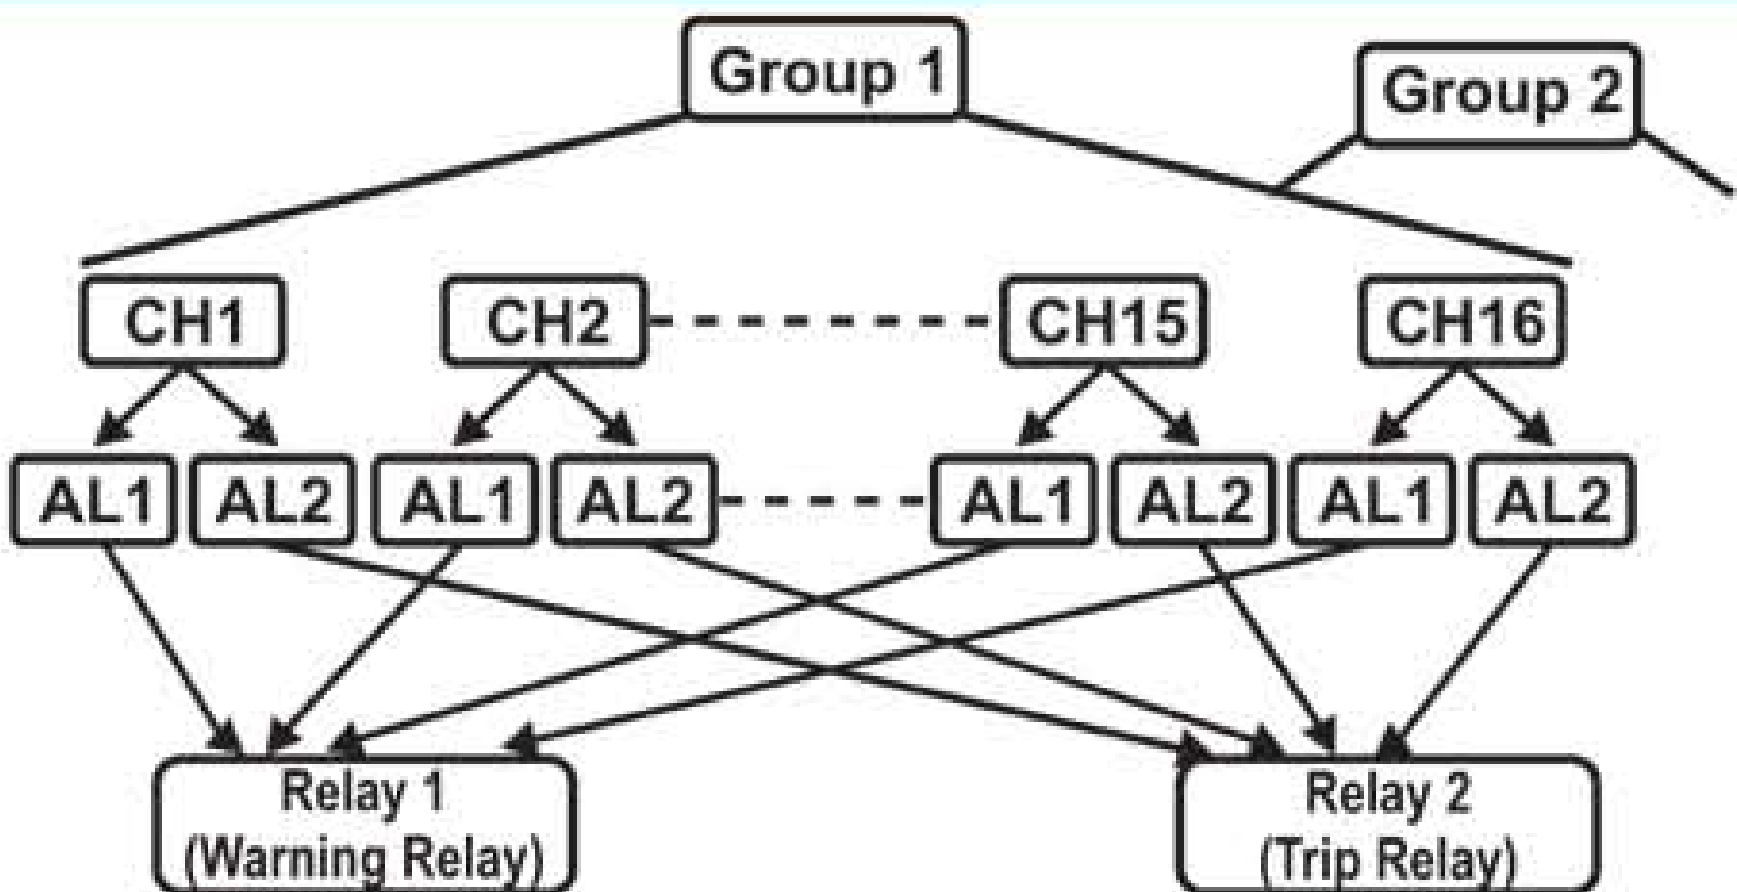 Group 1
Group 2
CH1
CH2
CH15
CH16
AL1
AL2
AL1
AL2
AL1
AL2
AL1
AL2
Relay 1
(Warning Relay)
Relay 2
(Trip Relay)